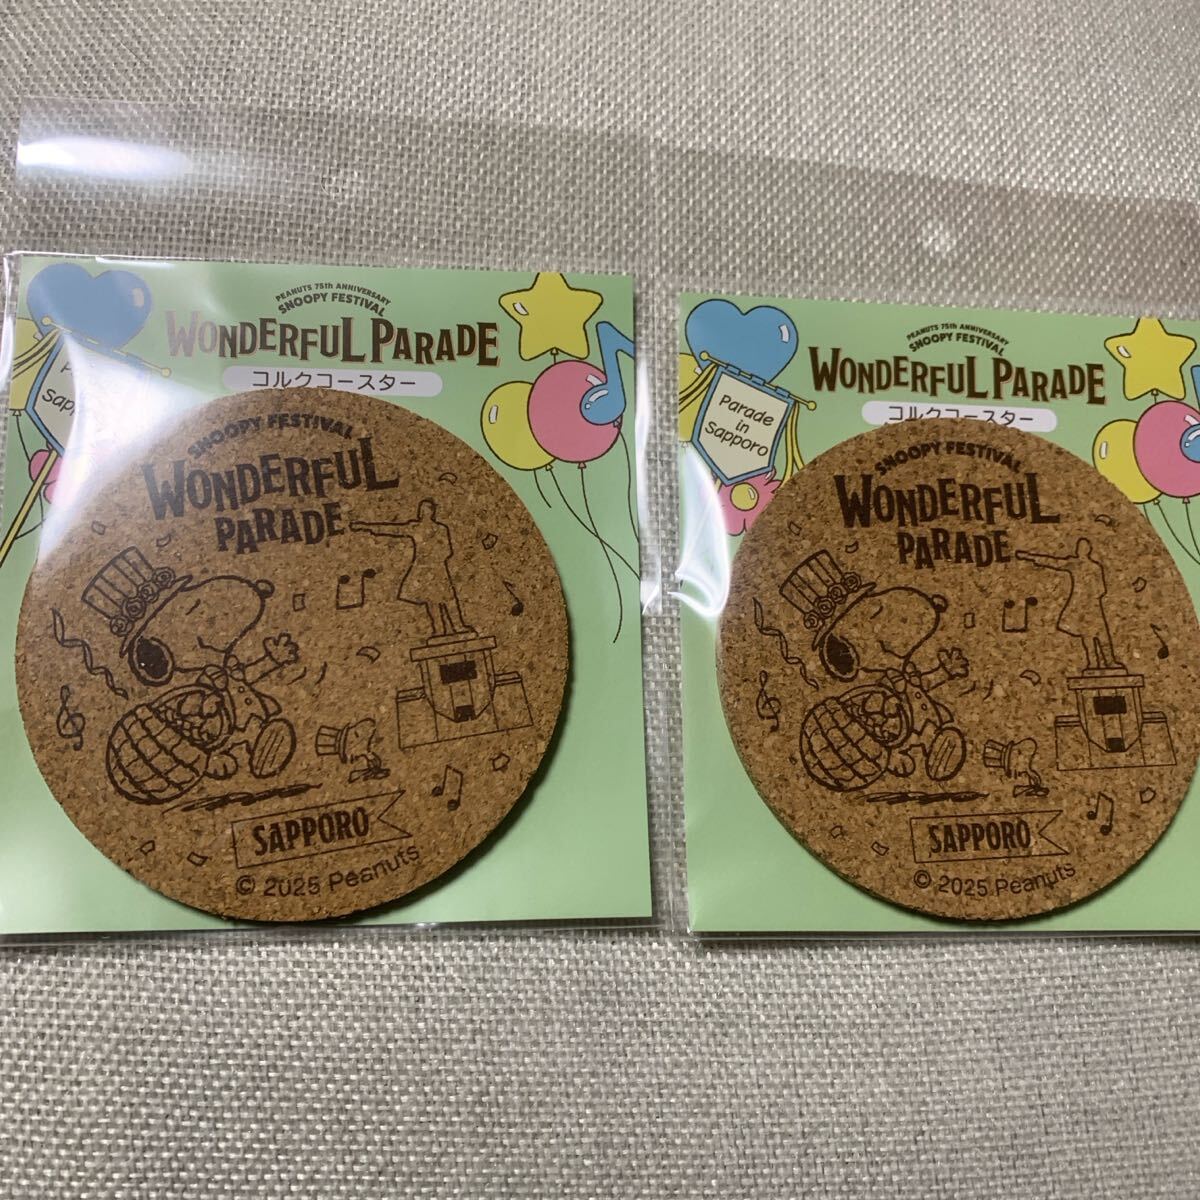 PEANUTS 75th ANNIVERSARY
SNOOPY FESTIVAL
WONDERFUL PARADE
コルクコースター
SNOOPY FESTIVAL
WONDERFUL
PARADE
SAPPORO
© 2025 Peanuts
PEANUTS 75th ANNIVERSARY
SNOOPY FESTIVAL
WONDERFUL PARADE
コルクコースター
Parade
in
Sapporo
SNOOPY FESTIVAL
WONDERFUL
PARADE
SAPPORO
© 2025 Peanuts